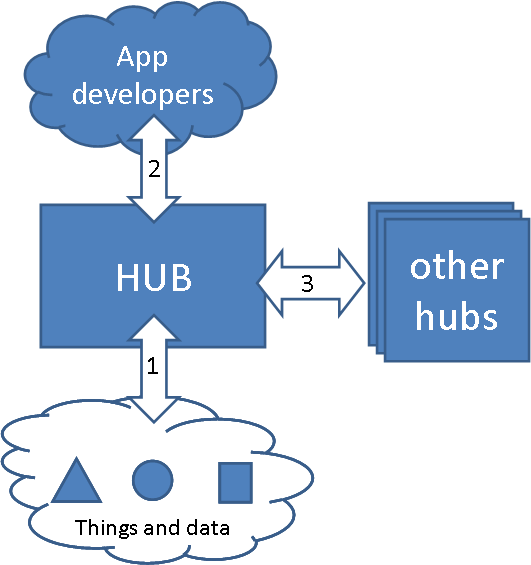 App
developers
2
HUB
3
other
hubs
1
Things and data